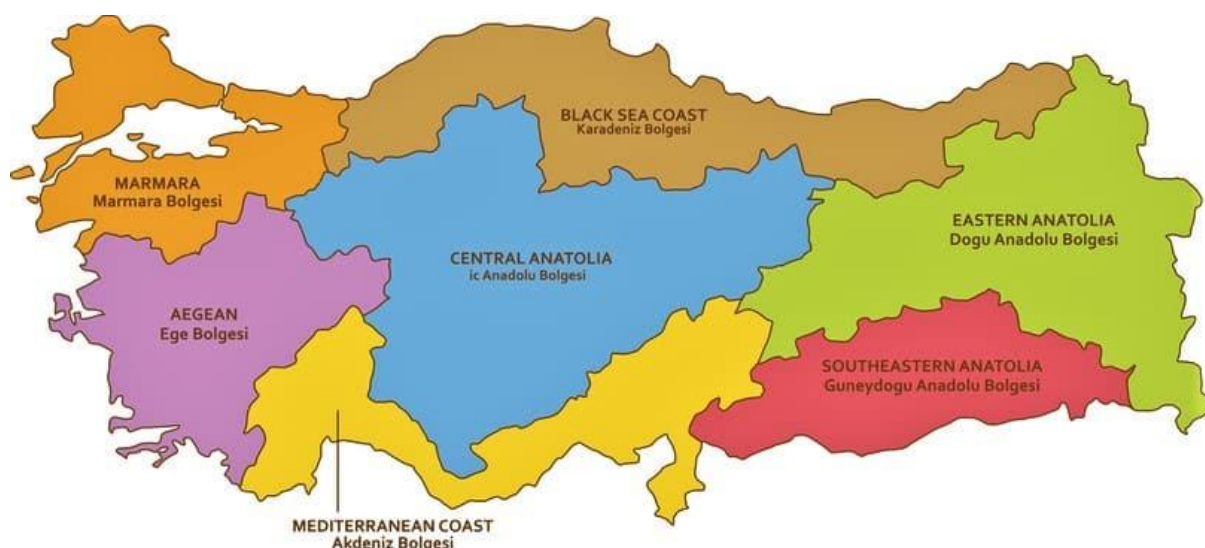 BLACK SEA COAST
Karadeniz Bolgesi
MARMARA
Marmara Bolgesi
EASTERN ANATOLIA
Dogu Anadolu Bolgesi
CENTRAL ANATOLIA
ic Anadolu Bolgesi
AEGEAN
Ege Bolgesi
SOUTHEASTERN ANATOLIA
Guneydogu Anadolu Bolgesi
MEDITERRANEAN COAST
Akdeniz Bolgesi